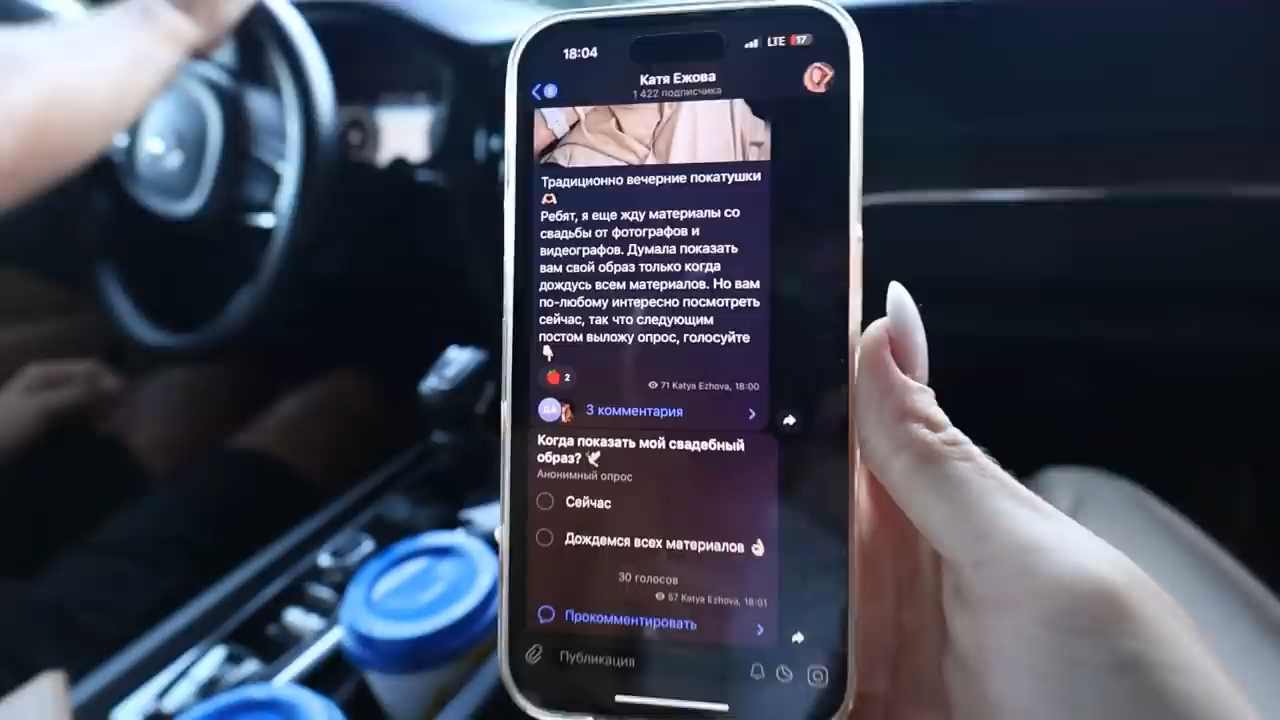 18:04
LTE 17
Катя Ежова
1 422 подписчика
Традиционно вечерние покатушки
🫶
Ребят, я еще жду материалы со
свадьбы от фотографов и
видеографов. Думала показать
вам свой образ только когда
дождусь всем материалов. Но вам
по-любому интересно посмотреть
сейчас, так что следующим
постом выложу опрос, голосуйте
👇
🍓 2
71 Katya Ezhova, 18:00
3 комментария
Когда показать мой свадебный
образ? 🕊
Анонимный опрос
Сейчас
Дождемся всех материалов 👌
30 голосов
57 Katya Ezhova, 18:01
Прокомментировать
Публикация